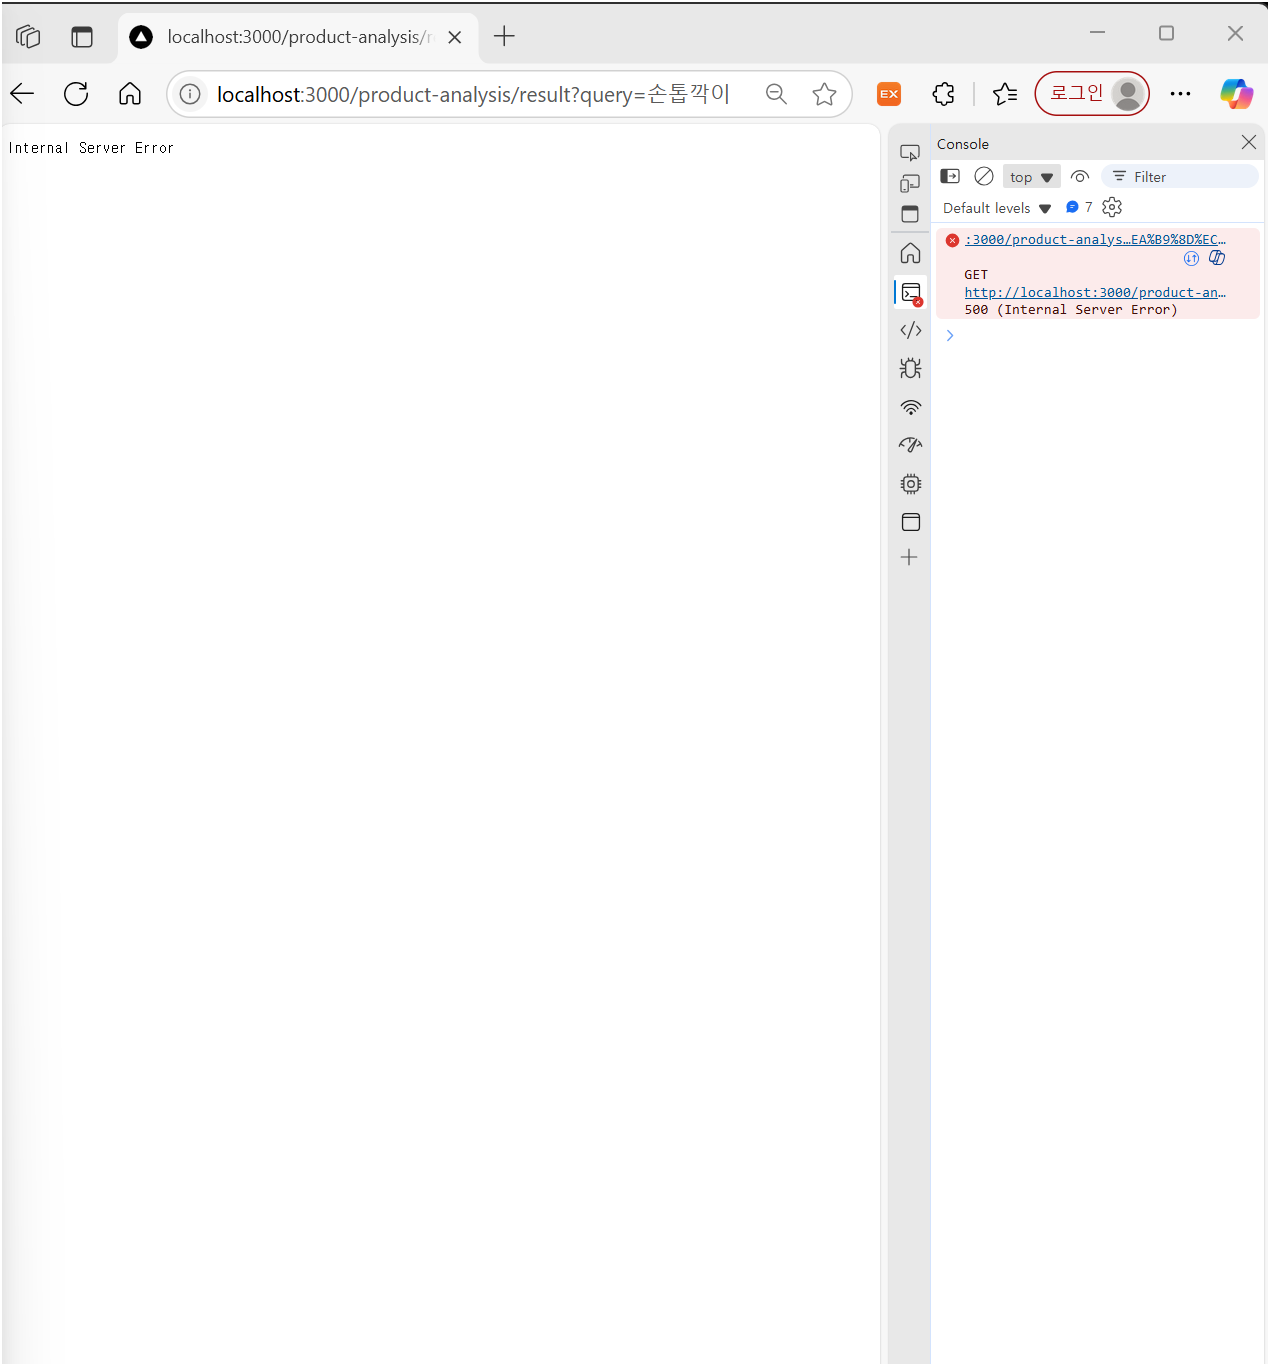 localhost:3000/product-analysis/r
localhost:3000/product-analysis/result?query=손톱깍이
EX
로그인
Internal Server Error
Console
top
Filter
Default levels
7
:3000/product-analys…EA%B9%8D%EC…
GET
http://localhost:3000/product-an…
500 (Internal Server Error)